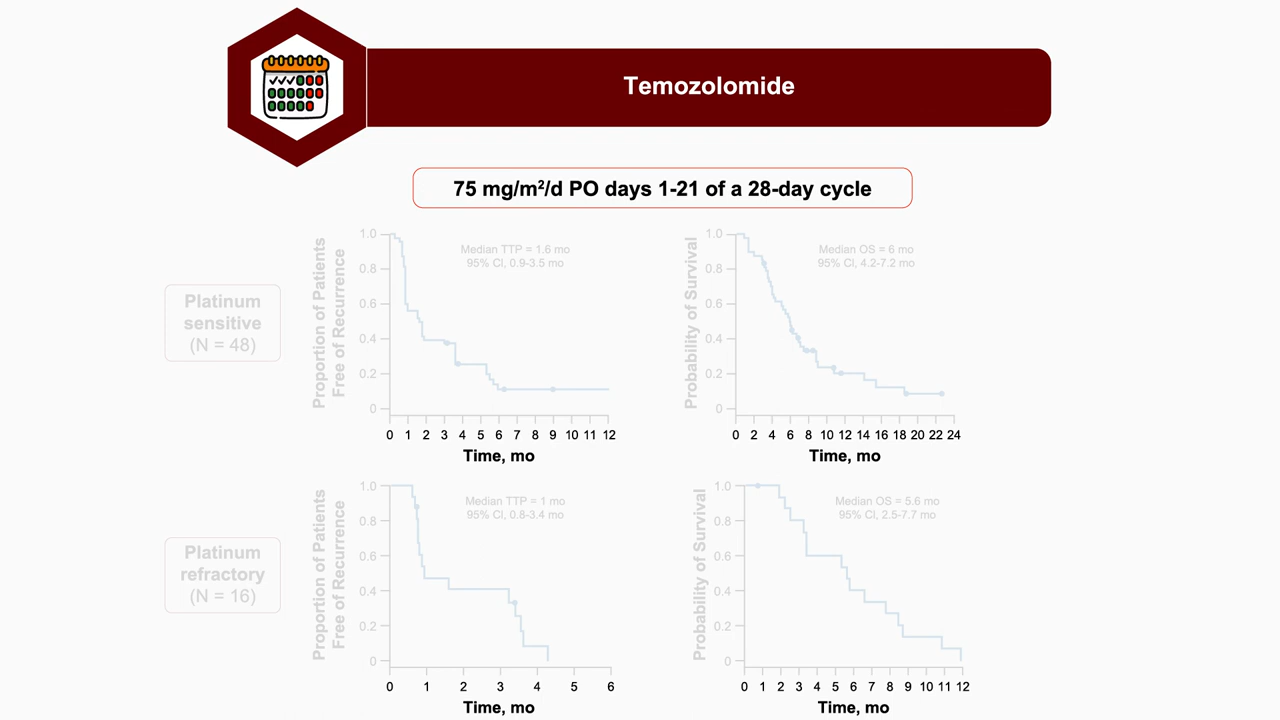 Temozolomide
75 mg/m²/d PO days 1-21 of a 28-day cycle
Platinum
sensitive
(N = 48)
Proportion of Patients
Free of Recurrence
1.0
0.8
0.6
0.4
0.2
0
Median TTP = 1.6 mo
95% CI, 0.9-3.5 mo
0 1 2 3 4 5 6 7 8 9 10 11 12
Time, mo
Probability of Survival
1.0
0.8
0.6
0.4
0.2
0
Median OS = 6 mo
95% CI, 4.2-7.2 mo
0 2 4 6 8 10 12 14 16 18 20 22 24
Time, mo
Platinum
refractory
(N = 16)
Proportion of Patients
Free of Recurrence
1.0
0.8
0.6
0.4
0.2
0
Median TTP = 1 mo
95% CI, 0.8-3.4 mo
0 1 2 3 4 5 6
Time, mo
Probability of Survival
1.0
0.8
0.6
0.4
0.2
0
Median OS = 5.6 mo
95% CI, 2.5-7.7 mo
0 1 2 3 4 5 6 7 8 9 10 11 12
Time, mo